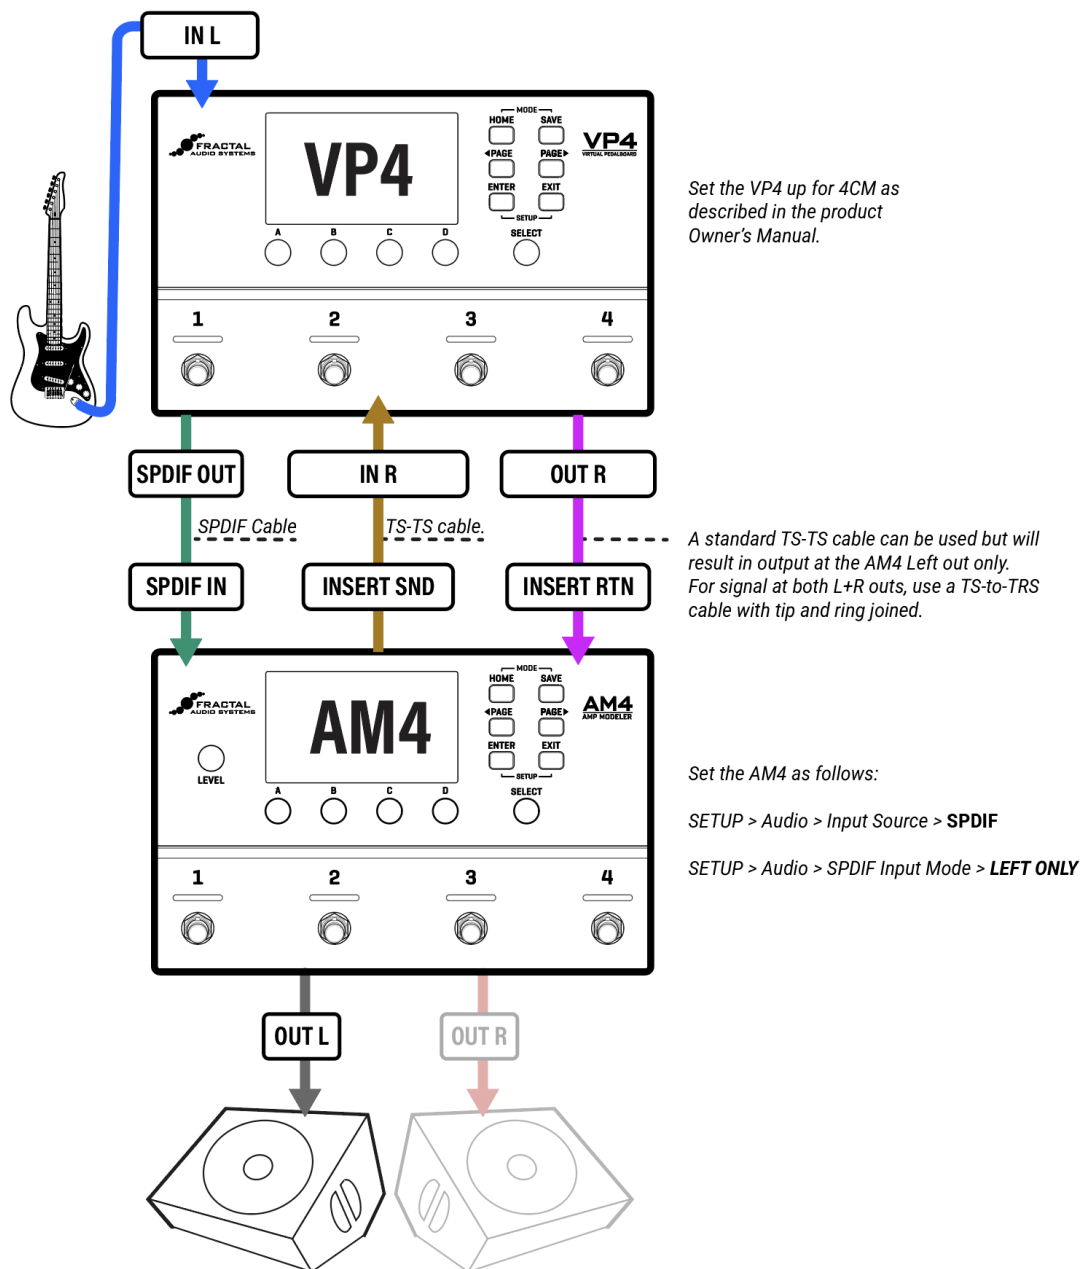 IN L
MODE
HOME SAVE
FRACTAL
AUDIO SYSTEMS
VP4
VP4
VIRTUAL PEDALBOARD
◄PAGE PAGE►
ENTER EXIT
SETUP
A B C D SELECT
Set the VP4 up for 4CM as
described in the product
Owner’s Manual.
1 2 3 4
SPDIF OUT IN R OUT R
SPDIF Cable TS-TS cable.
A standard TS-TS cable can be used but will
result in output at the AM4 Left out only.
For signal at both L+R outs, use a TS-to-TRS
cable with tip and ring joined.
SPDIF IN INSERT SND INSERT RTN
MODE
HOME SAVE
FRACTAL
AUDIO SYSTEMS
AM4
AM4
AMP MODELER
◄PAGE PAGE►
ENTER EXIT
SETUP
LEVEL
A B C D SELECT
Set the AM4 as follows:
SETUP > Audio > Input Source > SPDIF
SETUP > Audio > SPDIF Input Mode > LEFT ONLY
1 2 3 4
OUT L OUT R